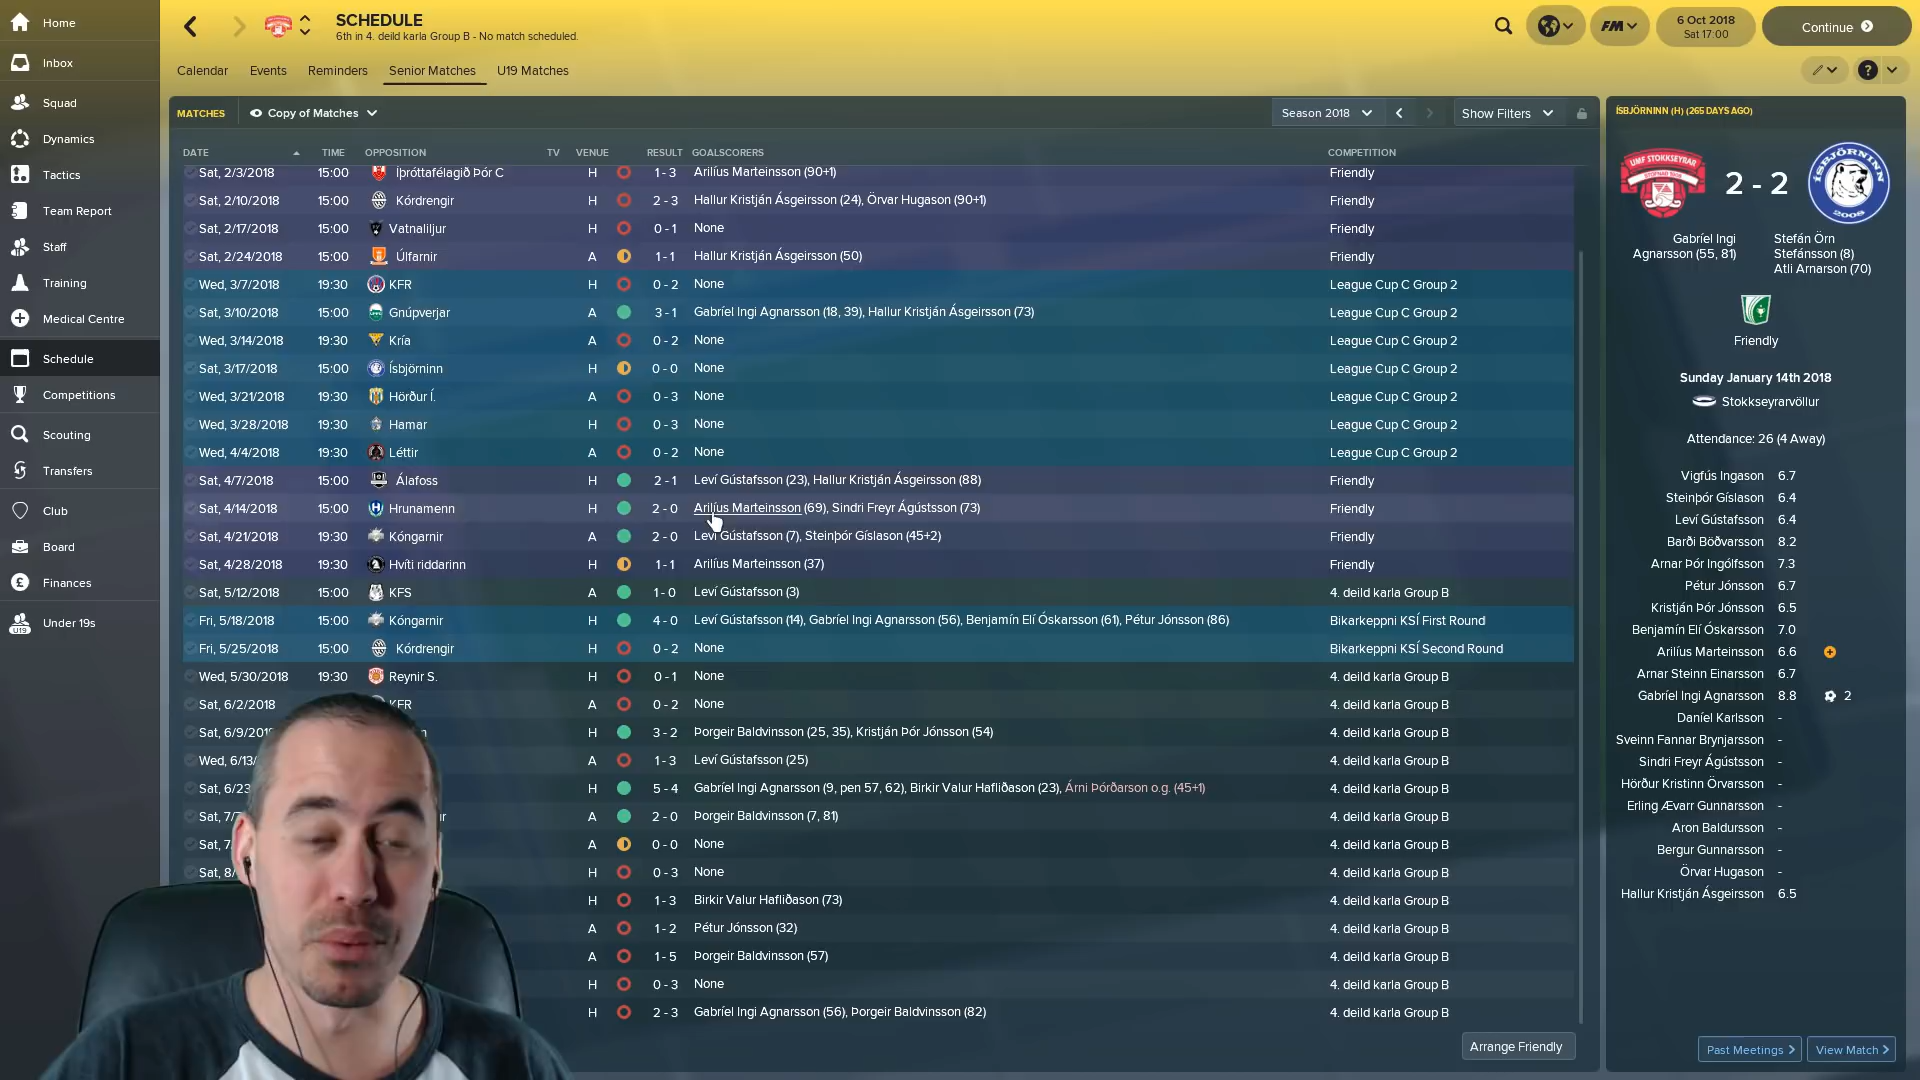 Home
Inbox
Squad
Dynamics
Tactics
Team Report
Staff
Training
Medical Centre
Schedule
Competitions
Scouting
Transfers
Club
Board
Finances
U19 Under 19s
SCHEDULE
6th in 4. deild karla Group B - No match scheduled.
FM
6 Oct 2018
Sat 17:00
Continue
Calendar Events Reminders Senior Matches U19 Matches
MATCHES Copy of Matches Season 2018 Show Filters
DATE TIME OPPOSITION TV VENUE RESULT GOALSCORERS COMPETITION
Sat, 2/3/2018 15:00 Íþróttafélagið Þór C H 1 - 3 Arilíus Marteinsson (90+1) Friendly
Sat, 2/10/2018 15:00 Kórdrengir H 2 - 3 Hallur Kristján Ásgeirsson (24), Örvar Hugason (90+1) Friendly
Sat, 2/17/2018 15:00 Vatnaliljur H 0 - 1 None Friendly
Sat, 2/24/2018 15:00 Úlfarnir A 1 - 1 Hallur Kristján Ásgeirsson (50) Friendly
Wed, 3/7/2018 19:30 KFR H 0 - 2 None League Cup C Group 2
Sat, 3/10/2018 15:00 Gnúpverjar A 3 - 1 Gabríel Ingi Agnarsson (18, 39), Hallur Kristján Ásgeirsson (73) League Cup C Group 2
Wed, 3/14/2018 19:30 Kría A 0 - 2 None League Cup C Group 2
Sat, 3/17/2018 15:00 Ísbjörninn H 0 - 0 None League Cup C Group 2
Wed, 3/21/2018 19:30 Hörður Í. A 0 - 3 None League Cup C Group 2
Wed, 3/28/2018 19:30 Hamar H 0 - 3 None League Cup C Group 2
Wed, 4/4/2018 19:30 Léttir A 0 - 2 None League Cup C Group 2
Sat, 4/7/2018 15:00 Álafoss H 2 - 1 Leví Gústafsson (23), Hallur Kristján Ásgeirsson (88) Friendly
Sat, 4/14/2018 19:30 Hrunamenn H 2 - 0 Arilíus Marteinsson (69), Sindri Freyr Ágústsson (73) Friendly
Sat, 4/21/2018 19:30 Kóngarnir A 2 - 0 Leví Gústafsson (7), Steinþór Gíslason (45+2) Friendly
Sat, 4/28/2018 19:30 Hvíti riddarinn H 1 - 1 Arilíus Marteinsson (37) Friendly
Sat, 5/12/2018 15:00 KFS A 1 - 0 Leví Gústafsson (3) 4. deild karla Group B
Fri, 5/18/2018 15:00 Kóngarnir H 4 - 0 Leví Gústafsson (14), Gabríel Ingi Agnarsson (56), Benjamín Elí Óskarsson (61), Pétur Jónsson (86) Bikarkeppni KSÍ First Round
Fri, 5/25/2018 15:00 Kórdrengir H 0 - 2 None Bikarkeppni KSÍ Second Round
Wed, 5/30/2018 19:30 Reynir S. H 0 - 1 None 4. deild karla Group B
Sat, 6/2/2018 KFR A 0 - 2 None 4. deild karla Group B
Sat, 6/9/201 H 3 - 2 Þorgeir Baldvinsson (25, 35), Kristján Þór Jónsson (54) 4. deild karla Group B
Wed, 6/13/ A 1 - 3 Leví Gústafsson (25) 4. deild karla Group B
Sat, 6/23 H 5 - 4 Gabríel Ingi Agnarsson (9, pen 57, 62), Birkir Valur Hafliðason (23), Árni Þórðarson o.g. (45+1) 4. deild karla Group B
Sat, 7/ A 2 - 0 Þorgeir Baldvinsson (7, 81) 4. deild karla Group B
Sat, 7/ A 0 - 0 None 4. deild karla Group B
Sat, 8/ H 0 - 3 None 4. deild karla Group B
H 1 - 3 Birkir Valur Hafliðason (73) 4. deild karla Group B
A 1 - 2 Pétur Jónsson (32) 4. deild karla Group B
A 1 - 5 Þorgeir Baldvinsson (57) 4. deild karla Group B
H 0 - 3 None 4. deild karla Group B
H 2 - 3 Gabríel Ingi Agnarsson (56), Þorgeir Baldvinsson (82) 4. deild karla Group B
Arrange Friendly
ÍSBJÖRNINN (H) (265 DAYS AGO)
UMF STOKKSEYRAR
ÍSBJÖRNINN
2008
2 - 2
Gabríel Ingi
Agnarsson (55, 81)
Stefán Örn
Stefánsson (8)
Atli Arnarson (70)
Friendly
Sunday January 14th 2018
Stokkseyrarvöllur
Attendance: 26 (4 Away)
Vigfús Ingason 6.7
Steinþór Gíslason 6.4
Leví Gústafsson 6.4
Barði Böðvarsson 8.2
Arnar Þór Ingólfsson 7.3
Pétur Jónsson 6.7
Kristján Þór Jónsson 6.5
Benjamín Elí Óskarsson 7.0
Arilíus Marteinsson 6.6
Arnar Steinn Einarsson 6.7
Gabríel Ingi Agnarsson 8.8 2
Daníel Karlsson -
Sveinn Fannar Brynjarsson -
Sindri Freyr Ágústsson -
Hörður Kristinn Örvarsson -
Erling Ævarr Gunnarsson -
Aron Baldursson -
Bergur Gunnarsson -
Örvar Hugason -
Hallur Kristján Ásgeirsson 6.5
Past Meetings View Match